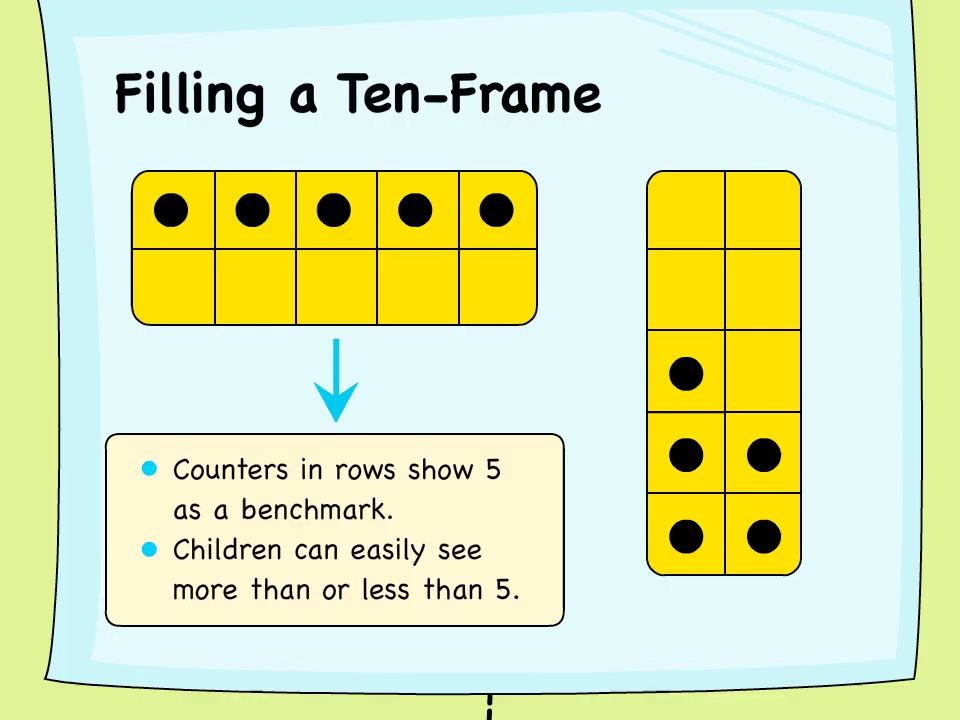 Filling a Ten-Frame
Counters in rows show 5
as a benchmark.
Children can easily see
more than or less than 5.